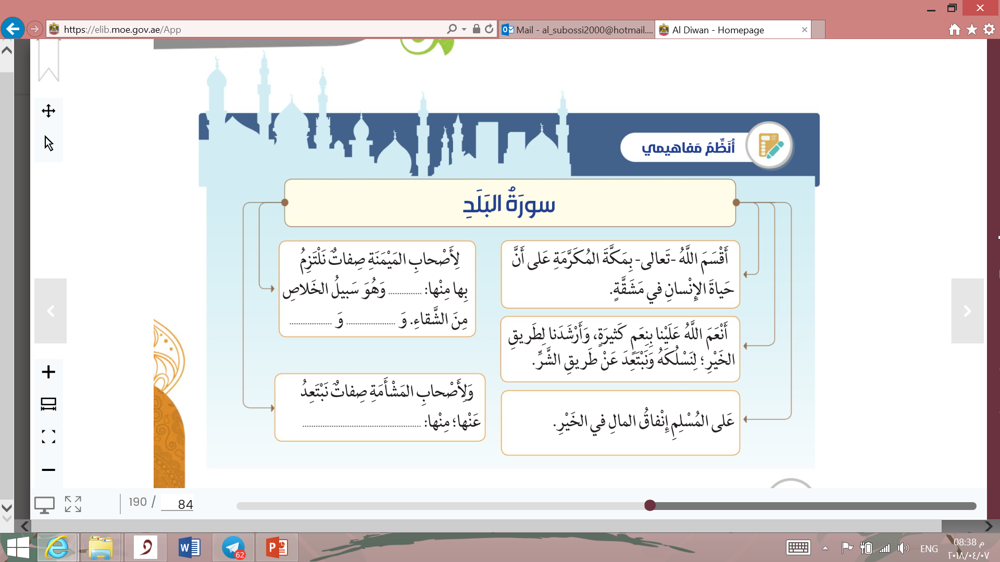 https://elib.moe.gov.ae/App
Mail - al_subossi2000@hotmail....
Al Diwan - Homepage
أُنَظِّمُ مَفاهيمي
سورَةُ البَلَدِ
أَقْسَمَ اللَّهُ -تَعالى- بِمَكَّةَ المُكَرَّمَةِ عَلى أَنَّ
حَياةَ الإِنْسانِ في مَشَقَّةٍ.
أَنْعَمَ اللَّهُ عَلَيْنا بِنِعَمٍ كَثيرَةٍ، وَأَرْشَدَنا لِطَريقِ
الخَيْرِ؛ لِنَسْلُكَهُ وَنَبْتَعِدَ عَنْ طَريقِ الشَّرِّ.
عَلى المُسْلِمِ إِنْفاقُ المالِ في الخَيْرِ.
لِأَصْحابِ المَيْمَنَةِ صِفاتٌ نَلْتَزِمُ
بِها مِنْها: .............. وَهُوَ سَبيلُ الخَلاصِ
مِنَ الشَّقاءِ. وَ .................... وَ .................
وَلِأَصْحابِ المَشْأَمَةِ صِفاتٌ نَبْتَعِدُ
عَنْها؛ مِنْها: ................................................
190 / 84
62
ENG
08:38 م
٢٠١٨/٠٤/٠٧